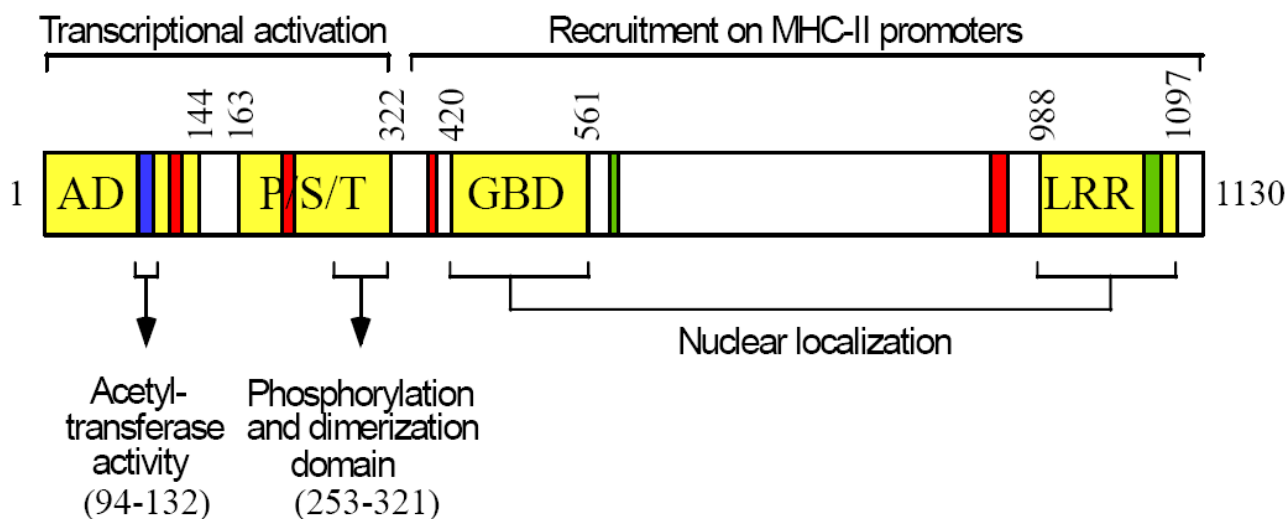 Transcriptional activation
Recruitment on MHC-II promoters
144
163
322
420
561
988
1097
1
AD
P/S/T
GBD
LRR
1130
Nuclear localization
Acetyl-
transferase
activity
(94-132)
Phosphorylation
and dimerization
domain
(253-321)